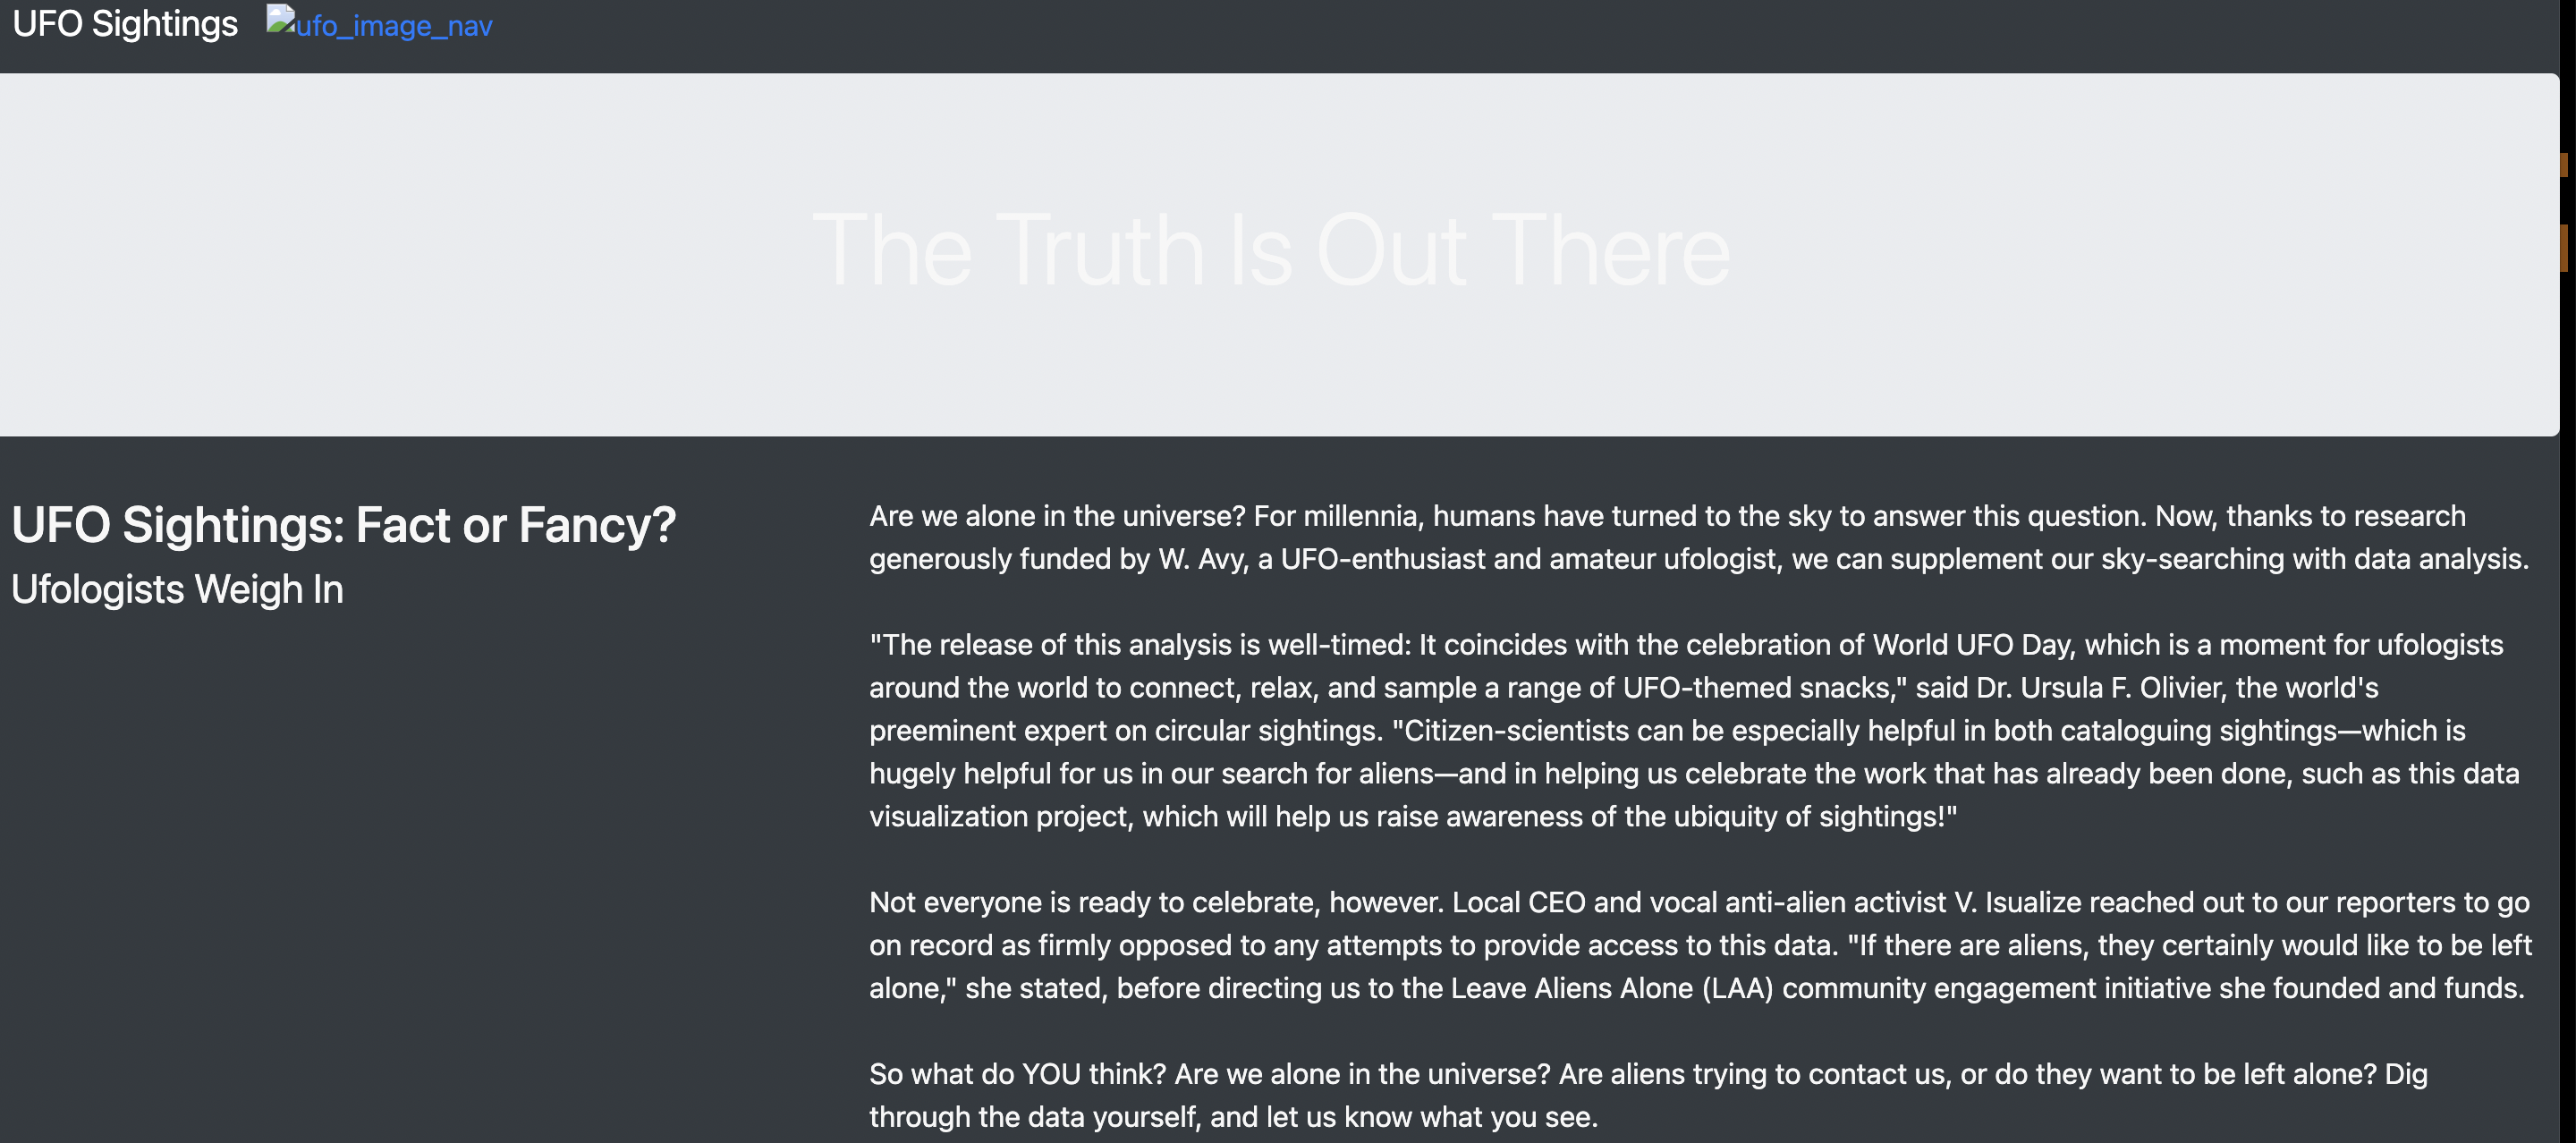 UFO Sightings ufo_image_nav
The Truth Is Out There
UFO Sightings: Fact or Fancy?
Ufologists Weigh In
Are we alone in the universe? For millennia, humans have turned to the sky to answer this question. Now, thanks to research
generously funded by W. Avy, a UFO-enthusiast and amateur ufologist, we can supplement our sky-searching with data analysis.
"The release of this analysis is well-timed: It coincides with the celebration of World UFO Day, which is a moment for ufologists
around the world to connect, relax, and sample a range of UFO-themed snacks," said Dr. Ursula F. Olivier, the world's
preeminent expert on circular sightings. "Citizen-scientists can be especially helpful in both cataloguing sightings—which is
hugely helpful for us in our search for aliens—and in helping us celebrate the work that has already been done, such as this data
visualization project, which will help us raise awareness of the ubiquity of sightings!"
Not everyone is ready to celebrate, however. Local CEO and vocal anti-alien activist V. Isualize reached out to our reporters to go
on record as firmly opposed to any attempts to provide access to this data. "If there are aliens, they certainly would like to be left
alone," she stated, before directing us to the Leave Aliens Alone (LAA) community engagement initiative she founded and funds.
So what do YOU think? Are we alone in the universe? Are aliens trying to contact us, or do they want to be left alone? Dig
through the data yourself, and let us know what you see.